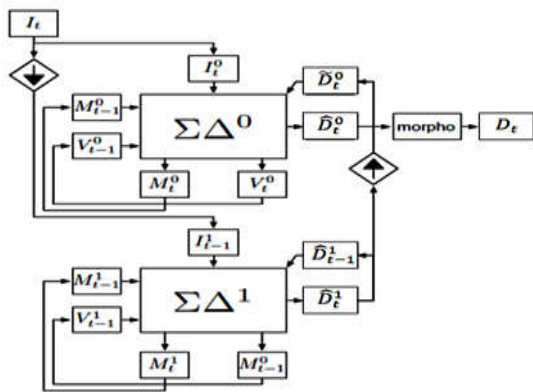 I_t
I_t^0
D̃_t^0
M_{t-1}^0
ΣΔ^0
D̂_t^0
morpho
D_t
V_{t-1}^0
M_t^0
V_t^0
I_{t-1}^1
D̂_{t-1}^1
M_{t-1}^1
ΣΔ^1
D̂_t^1
V_{t-1}^1
M_t^1
M_{t-1}^0